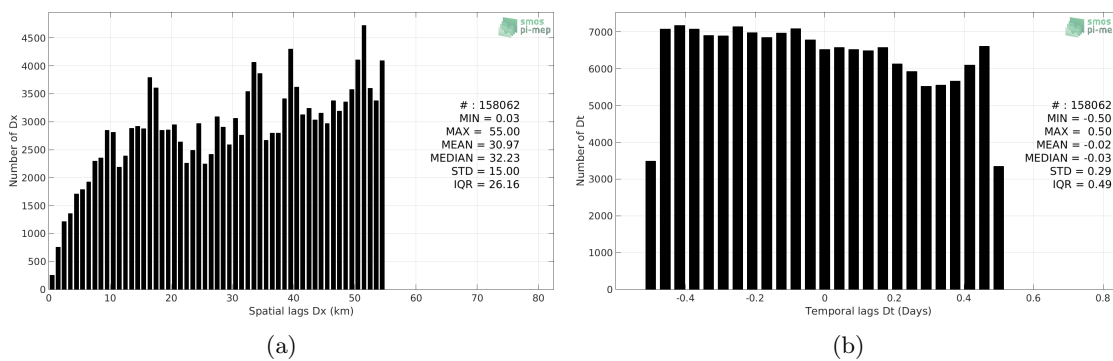 smos
pi-mep
4500
4000
3500
3000
2500
2000
1500
1000
500
0
Number of Dx
# : 158062
MIN = 0.03
MAX = 55.00
MEAN = 30.97
MEDIAN = 32.23
STD = 15.00
IQR = 26.16
0 10 20 30 40 50 60 70 80
Spatial lags Dx (km)
(a)
smos
pi-mep
7000
6000
5000
4000
3000
2000
1000
0
Number of Dt
# : 158062
MIN = -0.50
MAX = 0.50
MEAN = -0.02
MEDIAN = -0.03
STD = 0.29
IQR = 0.49
-0.4 -0.2 0 0.2 0.4 0.6 0.8
Temporal lags Dt (Days)
(b)